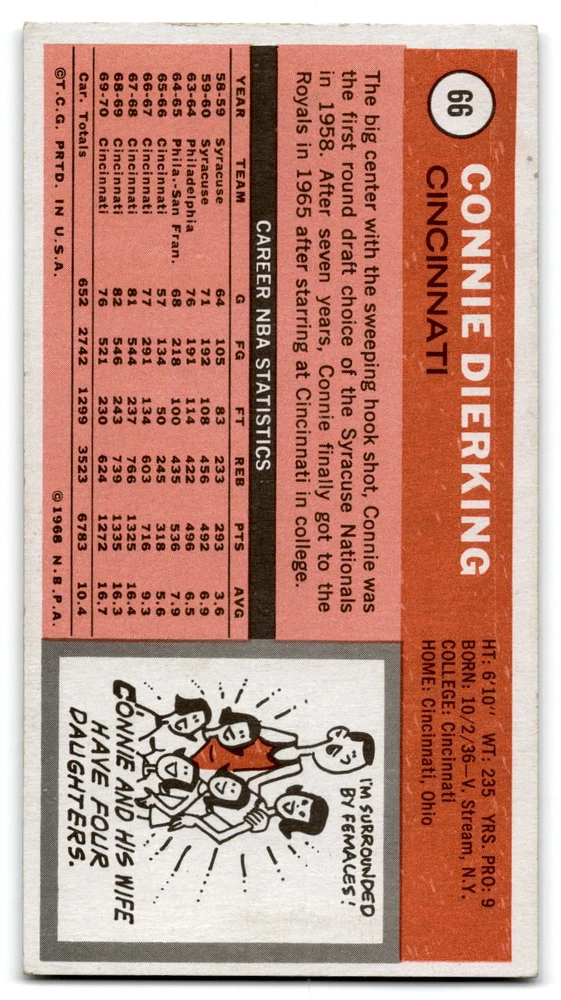 66
CONNIE DIERKING
CINCINNATI
HT: 6'10" WT: 235 YRS. PRO: 9
BORN: 10/2/36—V. Stream, N.Y.
COLLEGE: Cincinnati
HOME: Cincinnati, Ohio
The big center with the sweeping hook shot, Connie was
the first round draft choice of the Syracuse Nationals
in 1958. After seven years, Connie finally got to the
Royals in 1965 after starring at Cincinnati in college.
CAREER NBA STATISTICS
YEAR TEAM G FG FT REB PTS AVG
58-59 Syracuse 64 105 83 233 293 3.6
59-60 Syracuse 71 192 108 456 492 6.9
63-64 Philadelphia 76 191 114 422 496 6.5
64-65 Phila.-San Fran. 68 218 100 435 536 7.9
65-66 Cincinnati 57 134 50 245 318 5.6
66-67 Cincinnati 77 291 134 603 716 9.3
67-68 Cincinnati 81 544 237 766 1325 16.4
68-69 Cincinnati 82 546 243 739 1335 16.3
69-70 Cincinnati 76 521 230 624 1272 16.7
Car. Totals 652 2742 1299 3523 6783 10.4
©T.C.G. PRTD. IN U.S.A. ©1968 N.B.P.A.
I'M SURROUNDED
BY FEMALES!
CONNIE AND HIS WIFE
HAVE FOUR
DAUGHTERS.